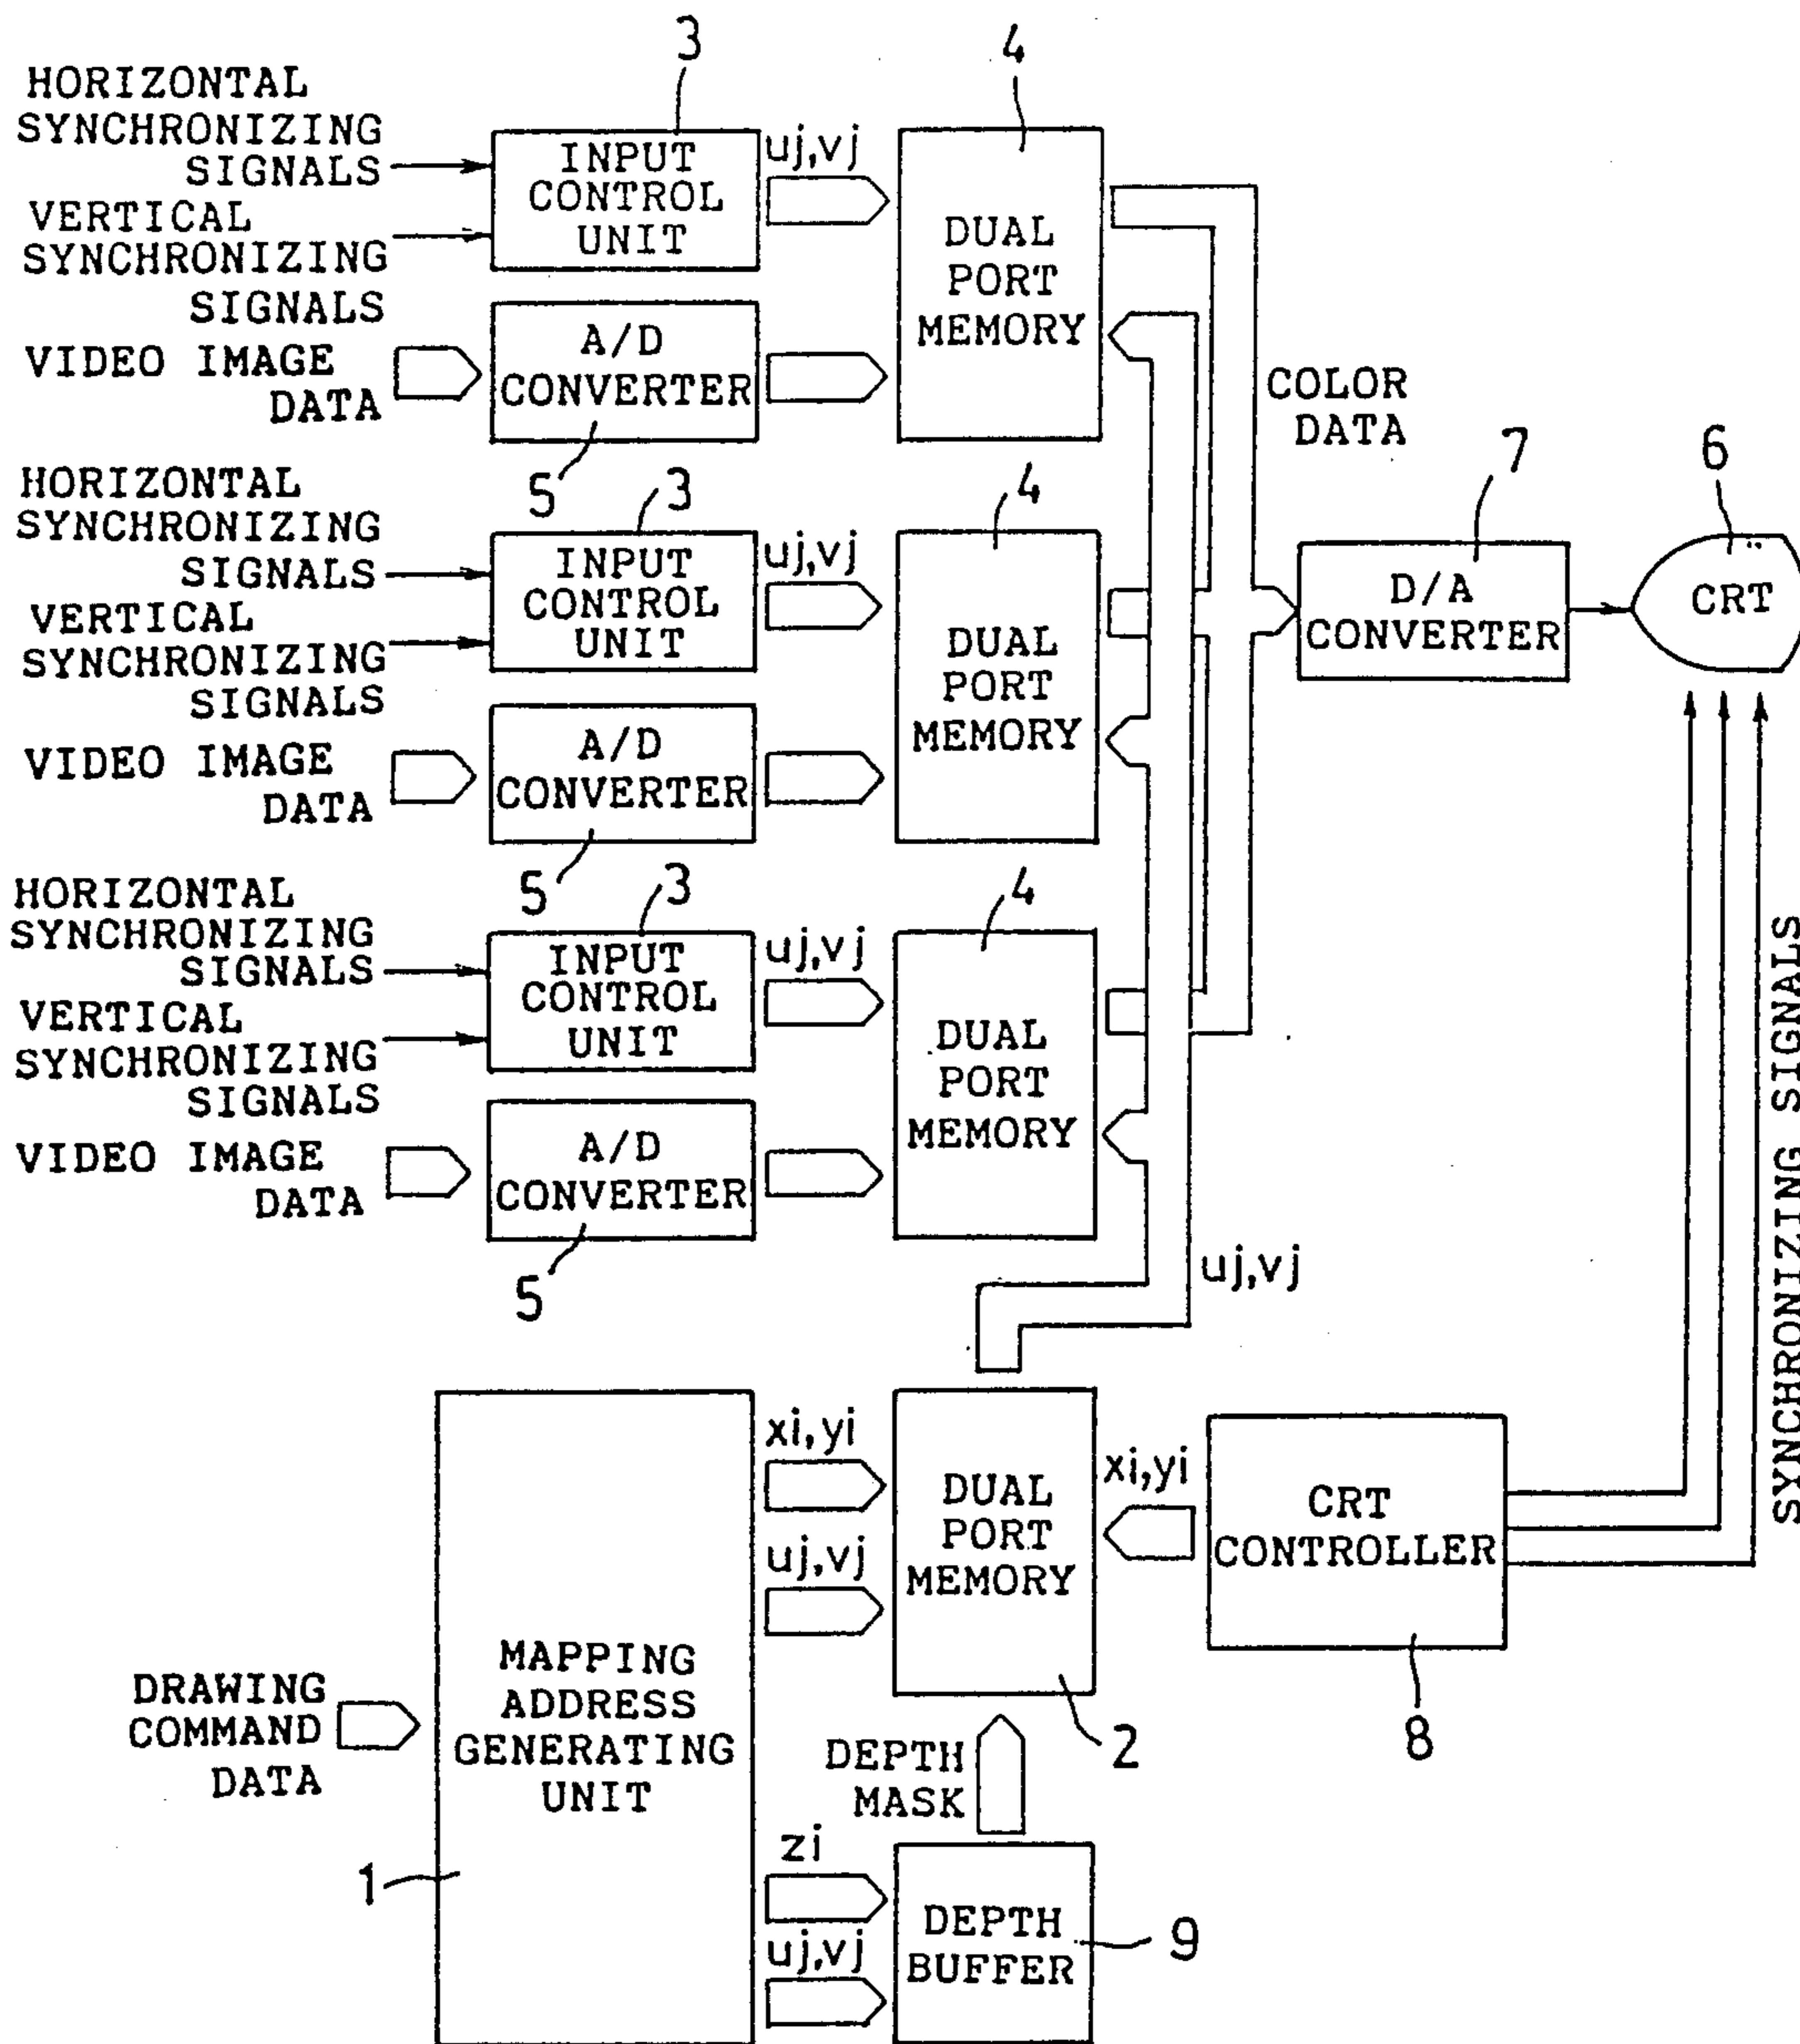 3
4
HORIZONTAL
SYNCHRONIZING
SIGNALS
INPUT
CONTROL
UNIT
uj,vj
VERTICAL
SYNCHRONIZING
SIGNALS
DUAL
PORT
MEMORY
VIDEO IMAGE
DATA
A/D
CONVERTER
5
COLOR
DATA
HORIZONTAL
SYNCHRONIZING
SIGNALS
3
4
7
6
INPUT
CONTROL
UNIT
uj,vj
VERTICAL
SYNCHRONIZING
SIGNALS
DUAL
PORT
MEMORY
D/A
CONVERTER
CRT
VIDEO IMAGE
DATA
A/D
CONVERTER
5
HORIZONTAL
SYNCHRONIZING
SIGNALS
3
4
INPUT
CONTROL
UNIT
uj,vj
VERTICAL
SYNCHRONIZING
SIGNALS
DUAL
PORT
MEMORY
VIDEO IMAGE
DATA
A/D
CONVERTER
5
uj,vj
SYNCHRONIZING SIGNALS
xi,yi
uj,vj
DUAL
PORT
MEMORY
2
xi,yi
CRT
CONTROLLER
8
DRAWING
COMMAND
DATA
MAPPING
ADDRESS
GENERATING
UNIT
1
DEPTH
MASK
zi
uj,vj
DEPTH
BUFFER
9